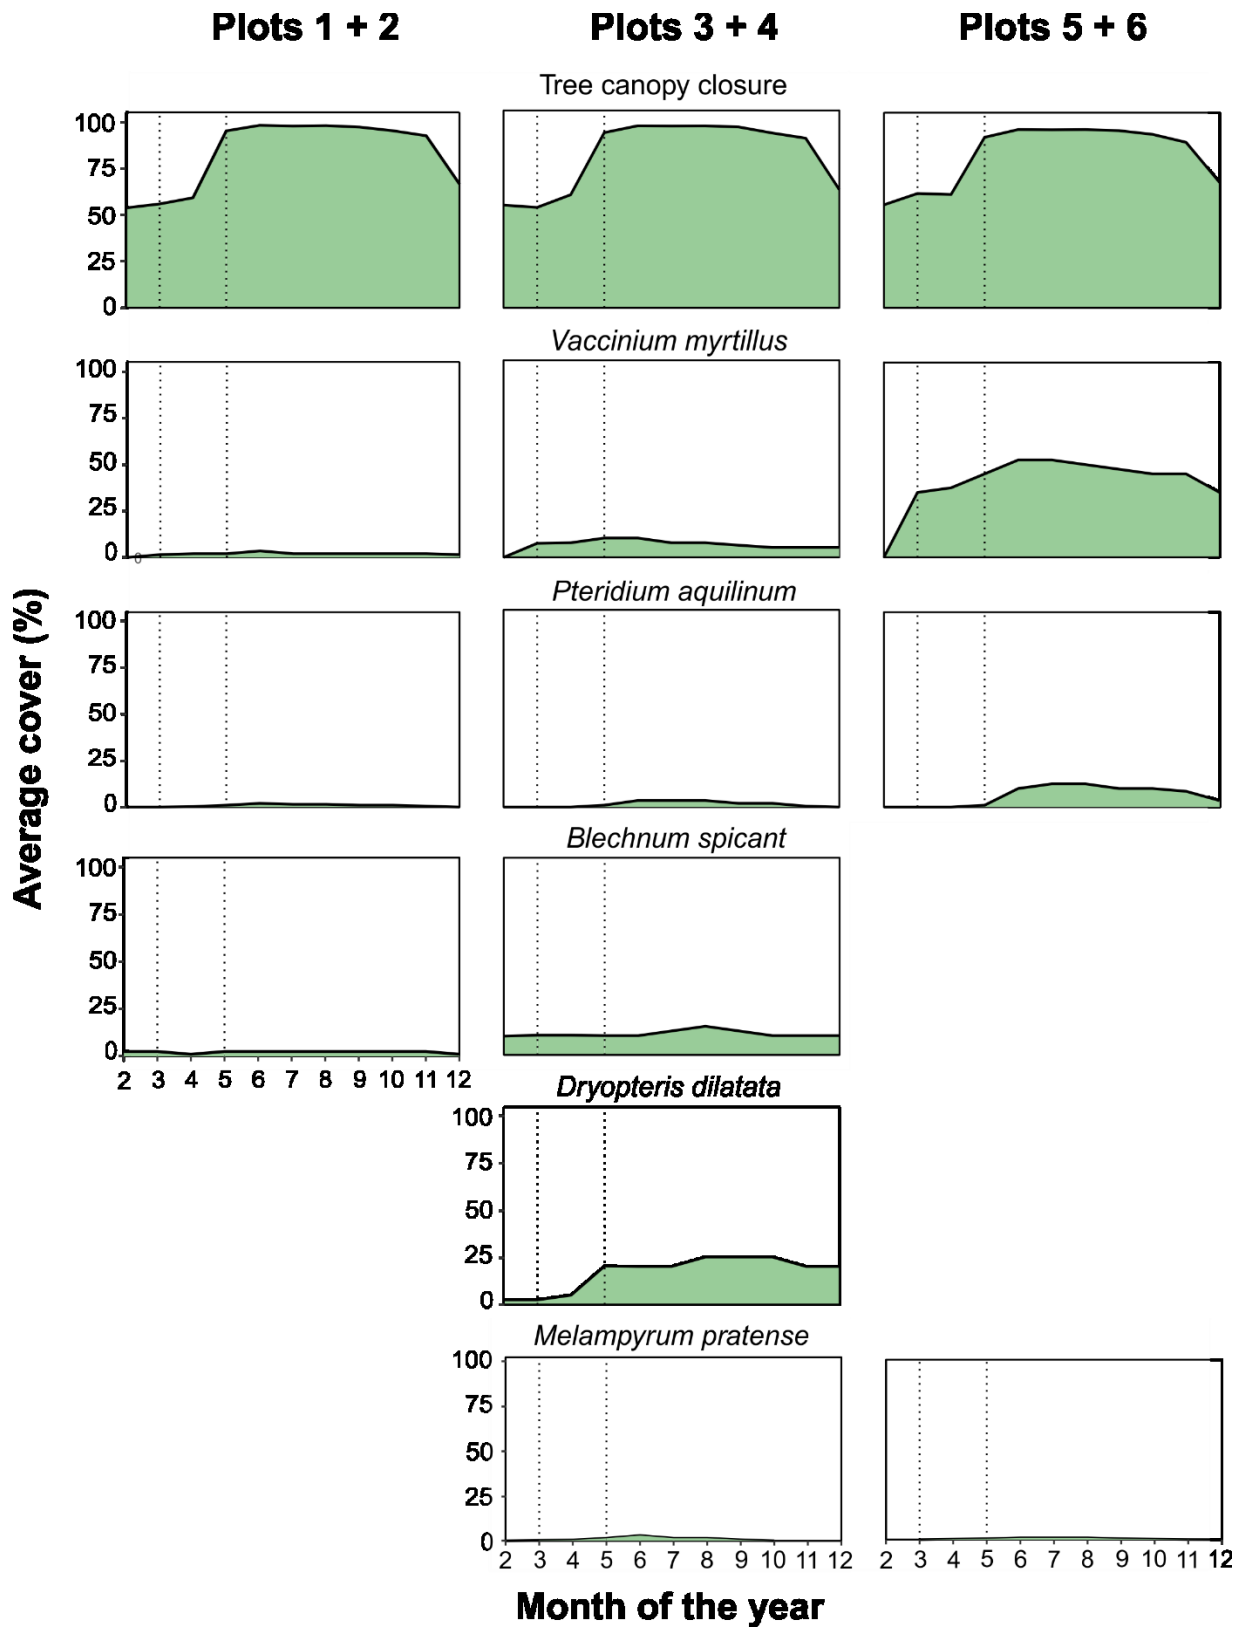 Plots 1 + 2 Plots 3 + 4 Plots 5 + 6
Tree canopy closure
100
75
50
25
0
Vaccinium myrtillus
100
75
50
25
0
0
Pteridium aquilinum
100
75
50
25
0
Average cover (%)
Blechnum spicant
100
75
50
25
0
2 3 4 5 6 7 8 9 10 11 12
Dryopteris dilatata
100
75
50
25
0
Melampyrum pratense
100
75
50
25
0
2 3 4 5 6 7 8 9 10 11 12 2 3 4 5 6 7 8 9 10 11 12
Month of the year